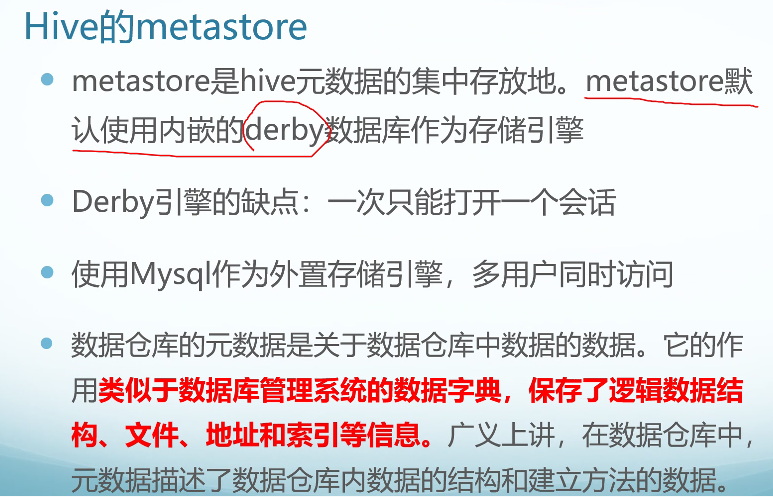 Hive的metastore
metastore是hive元数据的集中存放地。metastore默
认使用内嵌的derby数据库作为存储引擎
Derby引擎的缺点：一次只能打开一个会话
使用Mysql作为外置存储引擎，多用户同时访问
数据仓库的元数据是关于数据仓库中数据的数据。它的作
用类似于数据库管理系统的数据字典，保存了逻辑数据结
构、文件、地址和索引等信息。广义上讲，在数据仓库中，
元数据描述了数据仓库内数据的结构和建立方法的数据。